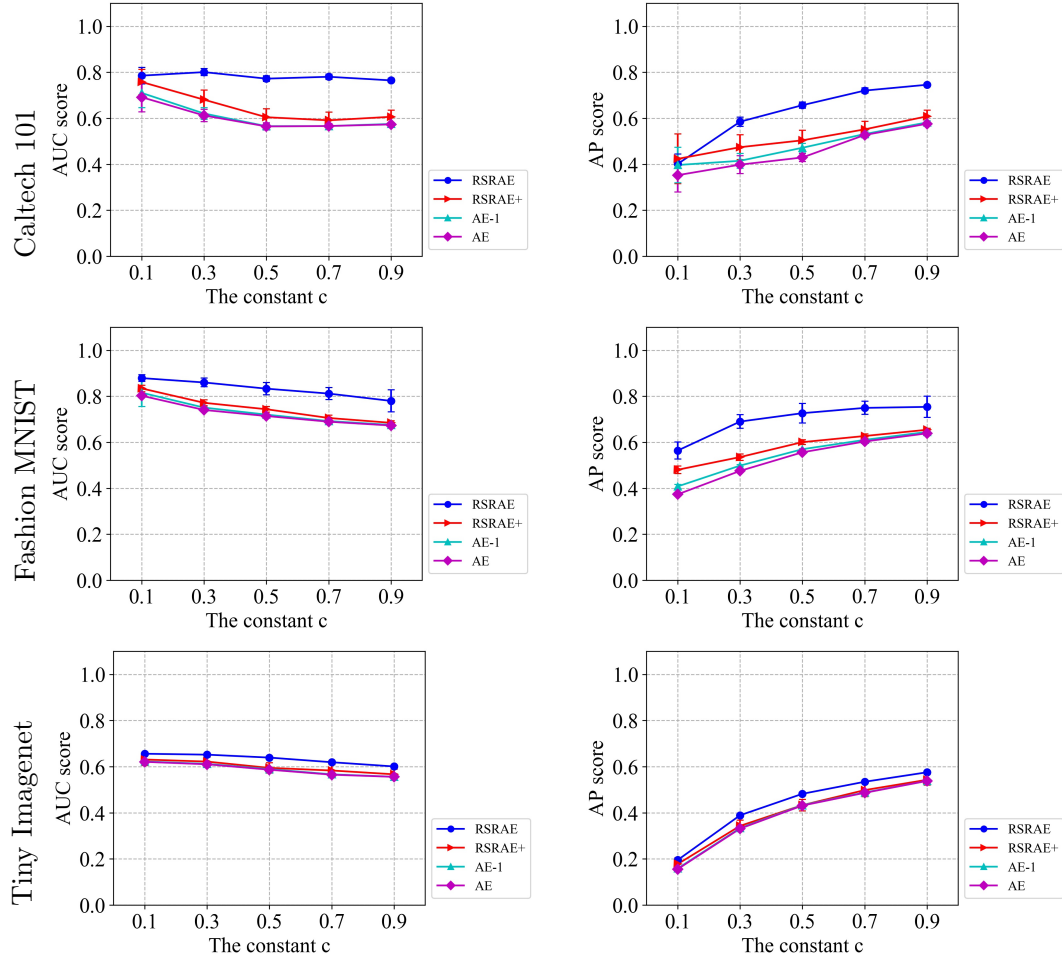 Caltech 101
AUC score
1.0
0.8
0.6
0.4
0.2
0.0
0.1 0.3 0.5 0.7 0.9
The constant c
RSRAE
RSRAE+
AE-1
AE
AP score
1.0
0.8
0.6
0.4
0.2
0.0
0.1 0.3 0.5 0.7 0.9
The constant c
RSRAE
RSRAE+
AE-1
AE
Fashion MNIST
AUC score
1.0
0.8
0.6
0.4
0.2
0.0
0.1 0.3 0.5 0.7 0.9
The constant c
RSRAE
RSRAE+
AE-1
AE
AP score
1.0
0.8
0.6
0.4
0.2
0.0
0.1 0.3 0.5 0.7 0.9
The constant c
RSRAE
RSRAE+
AE-1
AE
Tiny Imagenet
AUC score
1.0
0.8
0.6
0.4
0.2
0.0
0.1 0.3 0.5 0.7 0.9
The constant c
RSRAE
RSRAE+
AE-1
AE
AP score
1.0
0.8
0.6
0.4
0.2
0.0
0.1 0.3 0.5 0.7 0.9
The constant c
RSRAE
RSRAE+
AE-1
AE